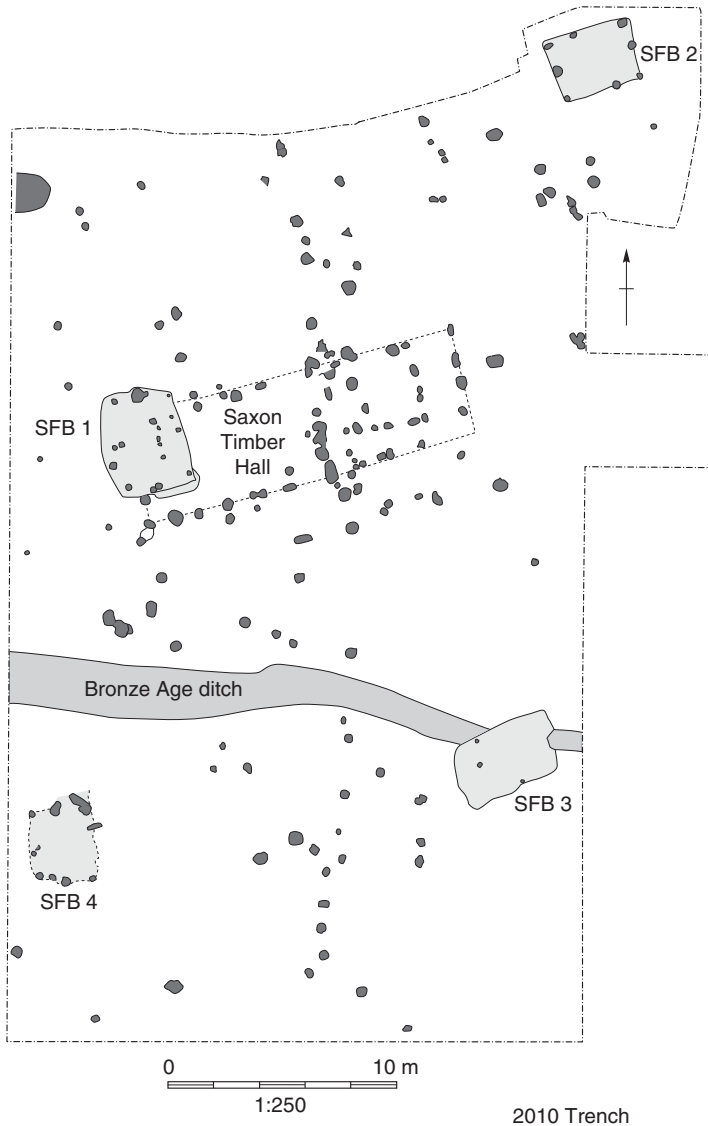 SFB 2
SFB 1
Saxon
Timber
Hall
Bronze Age ditch
SFB 3
SFB 4
0 10 m
1:250
2010 Trench